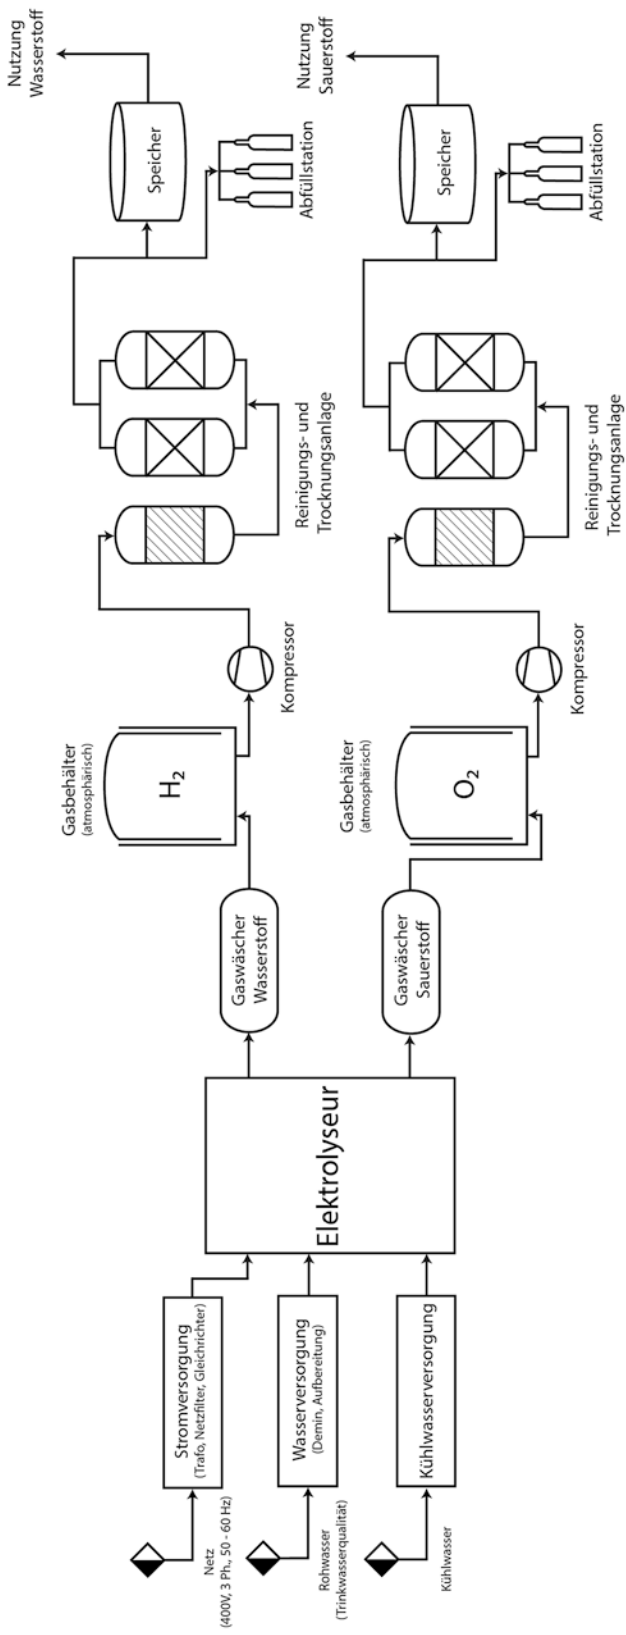 Netz
(400V, 3 Ph., 50 - 60 Hz)
Rohwasser
(Trinkwasserqualität)
Kühlwasser
Stromversorgung
(Trafo, Netzfilter, Gleichrichter)
Wasserversorgung
(Demin, Aufbereitung)
Kühlwasserversorgung
Elektrolyseur
Gaswäscher
Wasserstoff
Gasbehälter
(atmosphärisch)
H₂
Kompressor
Reinigungs- und
Trocknungsanlage
Speicher
Abfüllstation
Nutzung
Wasserstoff
Gaswäscher
Sauerstoff
Gasbehälter
(atmosphärisch)
O₂
Kompressor
Reinigungs- und
Trocknungsanlage
Speicher
Abfüllstation
Nutzung
Sauerstoff